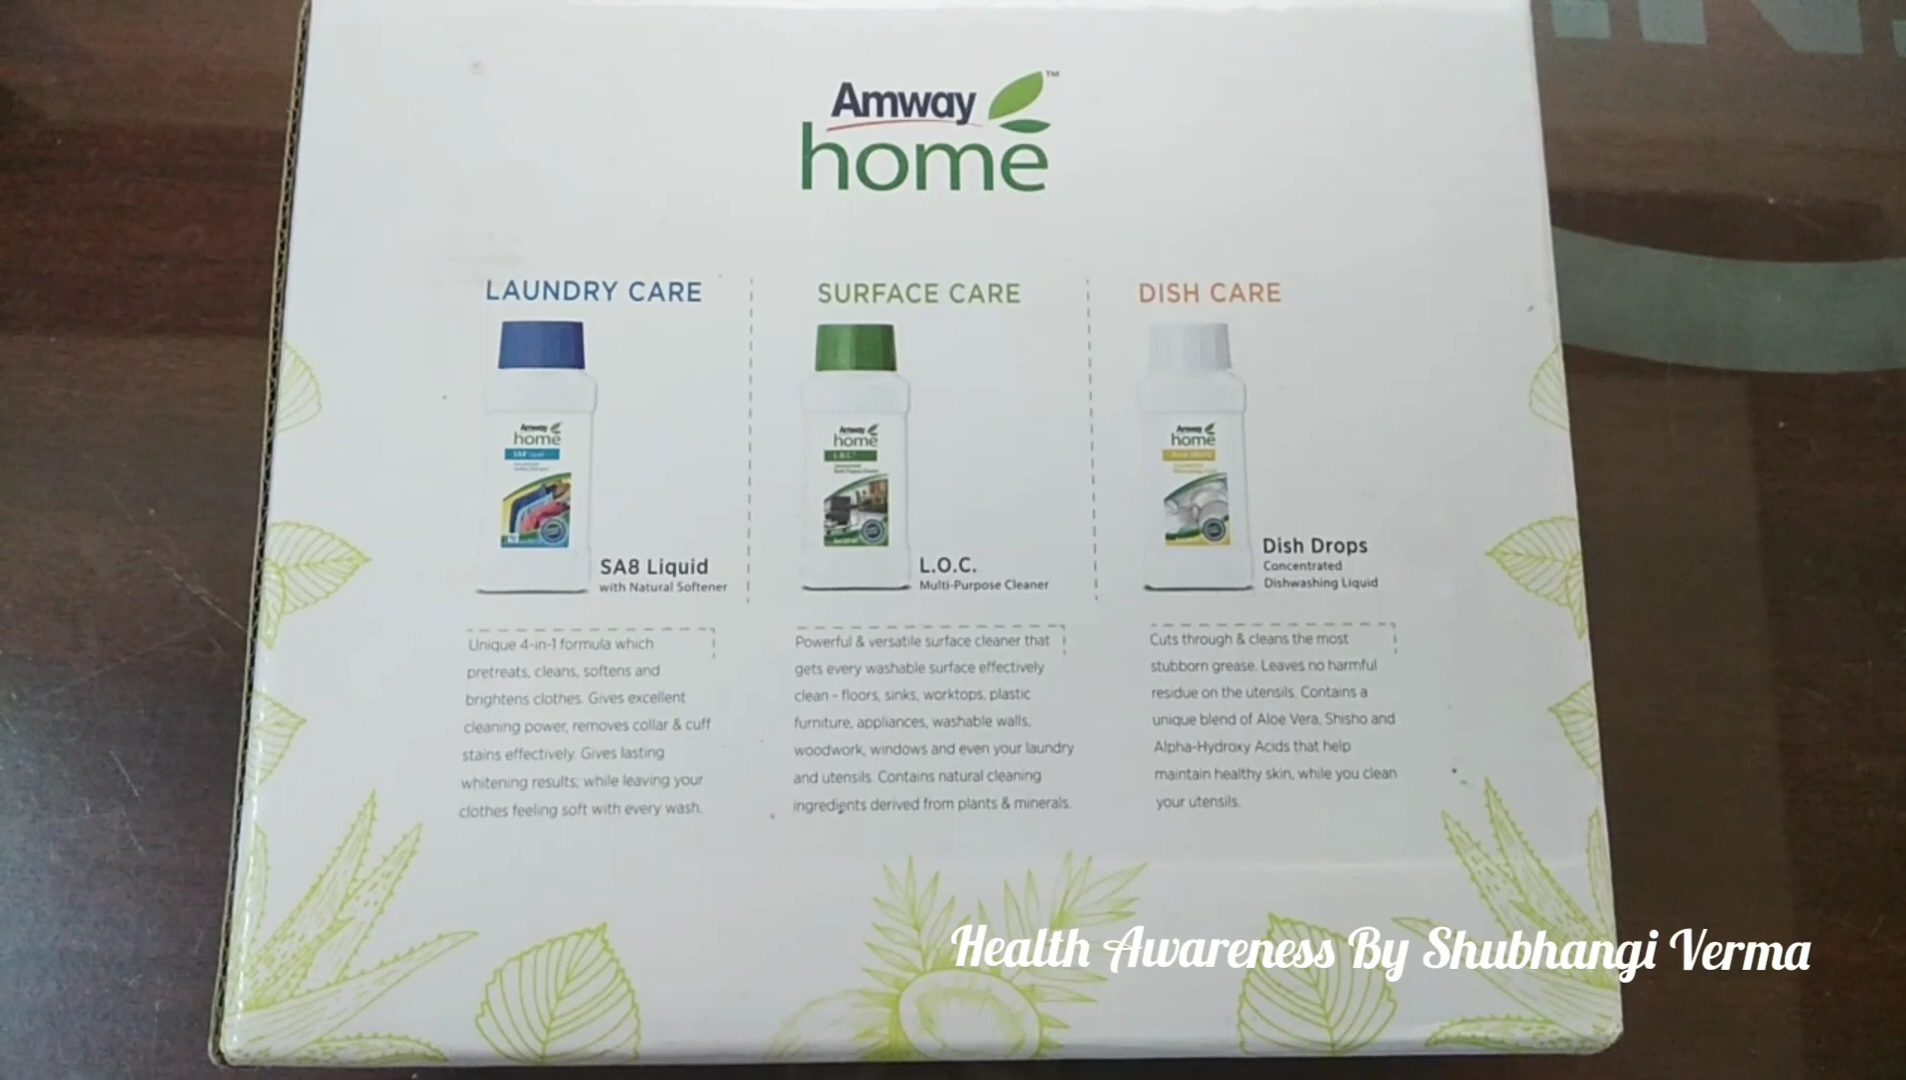 Amway
home
TM
LAUNDRY CARE
Amway
home
SA8 Liquid
with Natural Softener
Unique 4-in-1 formula which
pretreats, cleans, softens and
brightens clothes. Gives excellent
cleaning power, removes collar & cuff
stains effectively. Gives lasting
whitening results; while leaving your
clothes feeling soft with every wash.
SURFACE CARE
Amway
home
L.O.C.
Multi-Purpose Cleaner
Powerful & versatile surface cleaner that
gets every washable surface effectively
clean - floors, sinks, worktops, plastic
furniture, appliances, washable walls,
woodwork, windows and even your laundry
and utensils. Contains natural cleaning
ingredients derived from plants & minerals.
DISH CARE
Amway
home
Dish Drops
Concentrated
Dishwashing Liquid
Cuts through & cleans the most
stubborn grease. Leaves no harmful
residue on the utensils. Contains a
unique blend of Aloe Vera, Shisho and
Alpha-Hydroxy Acids that help
maintain healthy skin, while you clean
your utensils.
Health Awareness By Shubhangi Verma